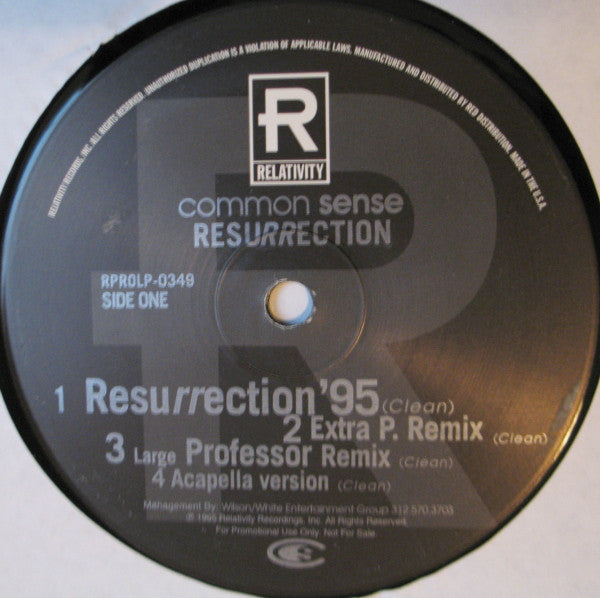 RELATIVITY RECORDS, INC. ALL RIGHTS RESERVED. UNAUTHORIZED DUPLICATION IS A VIOLATION OF APPLICABLE LAWS. MANUFACTURED AND DISTRIBUTED BY RED DISTRIBUTION. MADE IN THE U.S.A.
R
RELATIVITY
common sense
RESURRECTION
RPROLP-0349
SIDE ONE
1 Resurrection '95 (Clean)
2 Extra P. Remix (Clean)
3 Large Professor Remix (Clean)
4 Acapella version (Clean)
Management By: Wilson/White Entertainment Group 312.570.3703
℗ 1995 Relativity Recordings, Inc. All Rights Reserved.
For Promotional Use Only. Not For Sale.